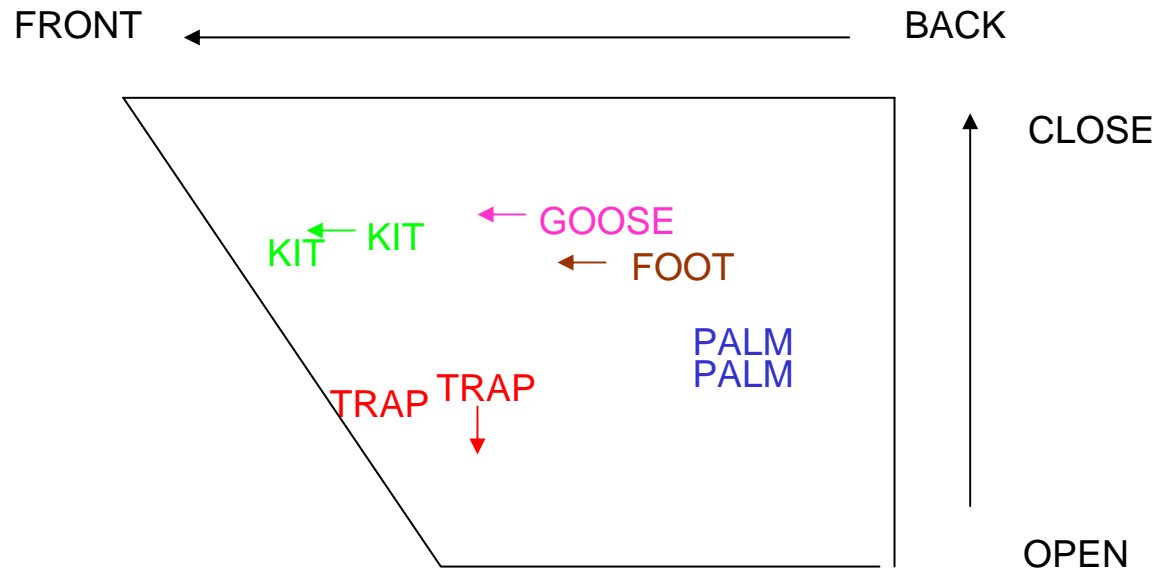 FRONT BACK
CLOSE
GOOSE
KIT KIT
FOOT
PALM
PALM
TRAP TRAP
OPEN